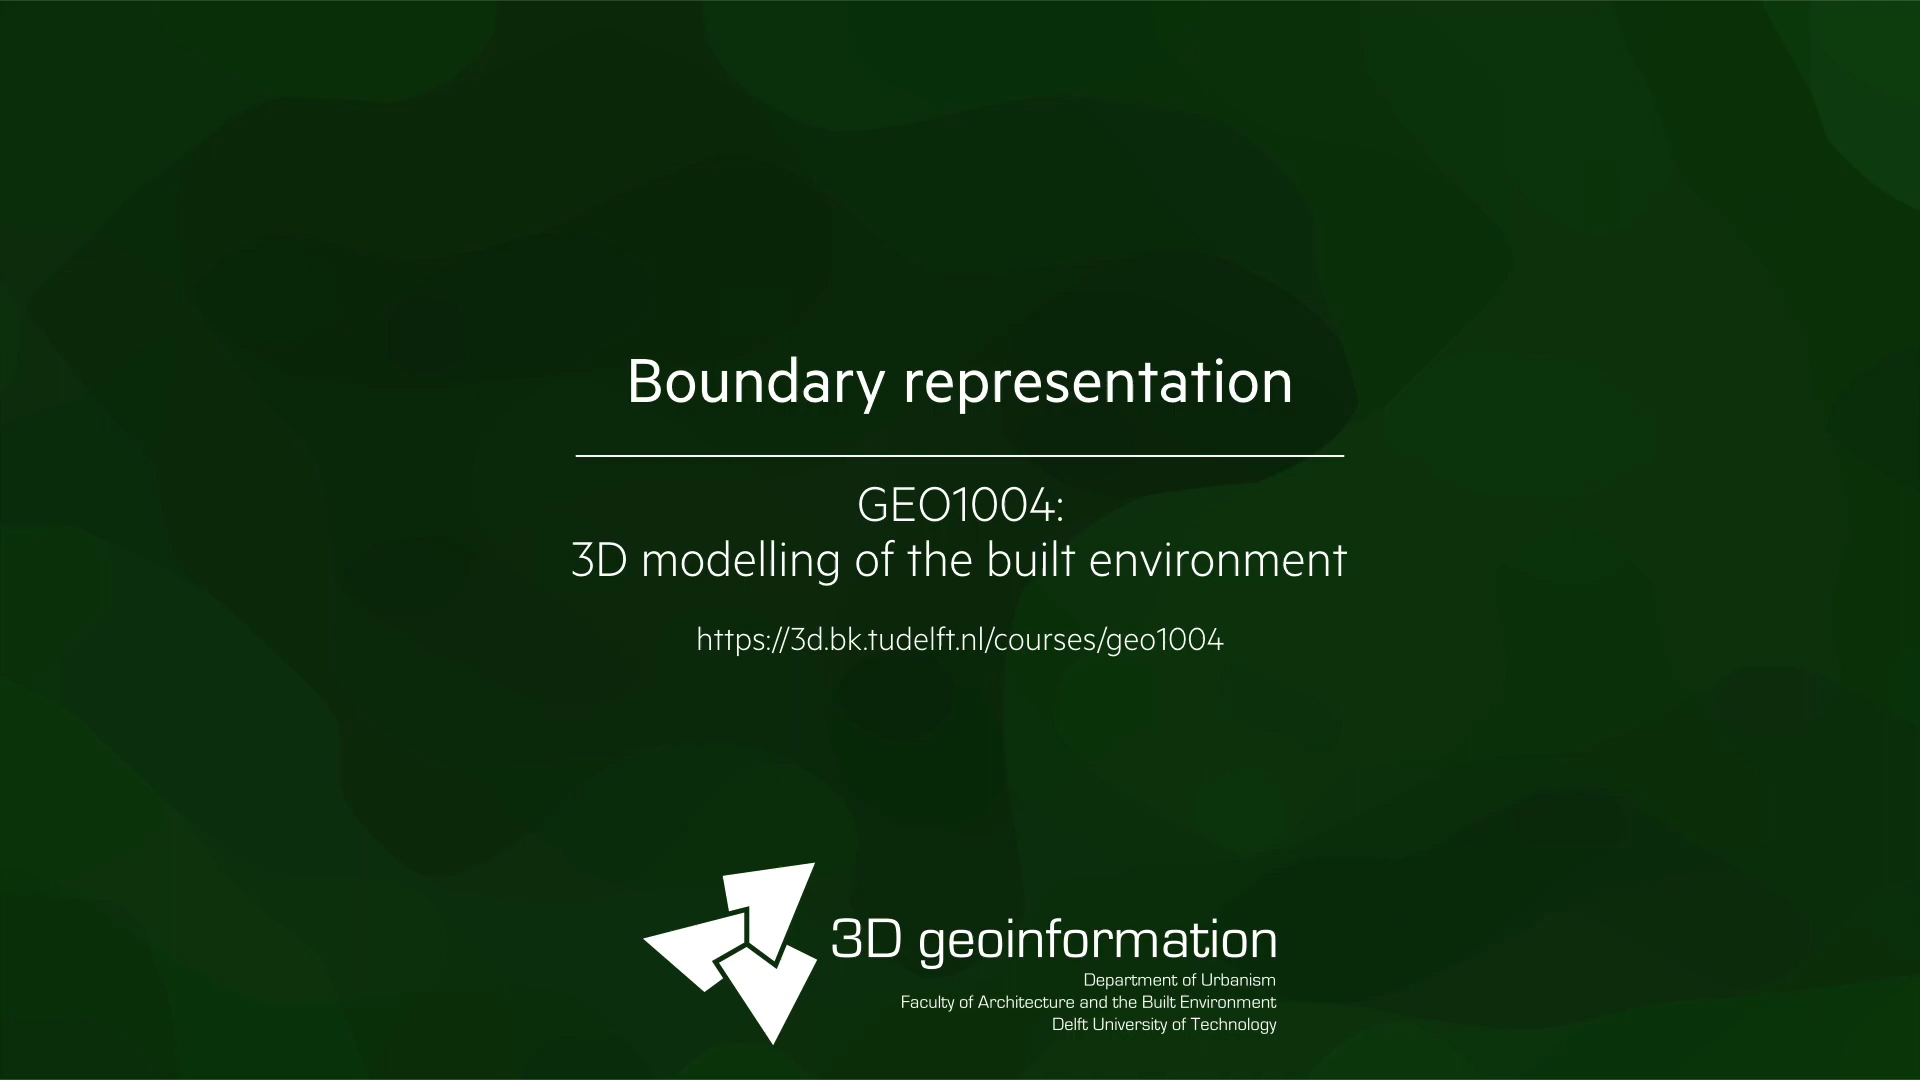 Boundary representation
GEO1004:
3D modelling of the built environment
https://3d.bk.tudelft.nl/courses/geo1004
3D geoinformation
Department of Urbanism
Faculty of Architecture and the Built Environment
Delft University of Technology